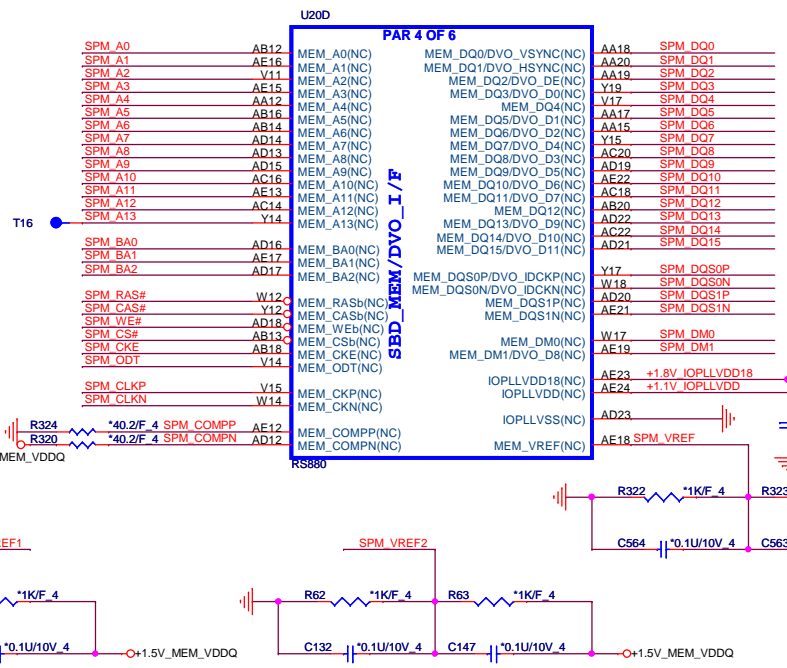 U20D
PAR 4 OF 6
SPM_A0 AB12 MEM_A0(NC) MEM_DQ0/DVO_VSYNC(NC) AA18 SPM_DQ0
SPM_A1 AE16 MEM_A1(NC) MEM_DQ1/DVO_HSYNC(NC) AA20 SPM_DQ1
SPM_A2 V11 MEM_A2(NC) MEM_DQ2/DVO_DE(NC) AA19 SPM_DQ2
SPM_A3 AE15 MEM_A3(NC) MEM_DQ3/DVO_D0(NC) Y19 SPM_DQ3
SPM_A4 AA12 MEM_A4(NC) MEM_DQ4(NC) V17 SPM_DQ4
SPM_A5 AB16 MEM_A5(NC) MEM_DQ5/DVO_D1(NC) AA17 SPM_DQ5
SPM_A6 AB14 MEM_A6(NC) MEM_DQ6/DVO_D2(NC) AA15 SPM_DQ6
SPM_A7 AD14 MEM_A7(NC) MEM_DQ7/DVO_D4(NC) Y15 SPM_DQ7
SPM_A8 AD13 MEM_A8(NC) MEM_DQ8/DVO_D3(NC) AC20 SPM_DQ8
SPM_A9 AD15 MEM_A9(NC) MEM_DQ9/DVO_D5(NC) AD19 SPM_DQ9
SPM_A10 AC16 MEM_A10(NC) MEM_DQ10/DVO_D6(NC) AE22 SPM_DQ10
SPM_A11 AE13 MEM_A11(NC) MEM_DQ11/DVO_D7(NC) AC18 SPM_DQ11
SPM_A12 AC14 MEM_A12(NC) MEM_DQ12(NC) AB20 SPM_DQ12
T16 SPM_A13 Y14 MEM_A13(NC) MEM_DQ13/DVO_D9(NC) AD22 SPM_DQ13
MEM_DQ14/DVO_D10(NC) AC22 SPM_DQ14
SPM_BA0 AD16 MEM_BA0(NC) MEM_DQ15/DVO_D11(NC) AD21 SPM_DQ15
SPM_BA1 AE17 MEM_BA1(NC)
SPM_BA2 AD17 MEM_BA2(NC) MEM_DQS0P/DVO_IDCKP(NC) Y17 SPM_DQS0P
MEM_DQS0N/DVO_IDCKN(NC) W18 SPM_DQS0N
SPM_RAS# W12 MEM_RASb(NC) MEM_DQS1P(NC) AD20 SPM_DQS1P
SPM_CAS# Y12 MEM_CASb(NC) MEM_DQS1N(NC) AE21 SPM_DQS1N
SPM_WE# AD18 MEM_WEb(NC)
SPM_CS# AB13 MEM_CSb(NC) MEM_DM0(NC) W17 SPM_DM0
SPM_CKE AB18 MEM_CKE(NC) MEM_DM1/DVO_D8(NC) AE19 SPM_DM1
SPM_ODT V14 MEM_ODT(NC)
SBD_MEM/DVO_I/F
IOPLLVDD18(NC) AE23 +1.8V_IOPLLVDD18
SPM_CLKP V15 MEM_CKP(NC) IOPLLVDD(NC) AE24 +1.1V_IOPLLVDD
SPM_CLKN W14 MEM_CKN(NC)
IOPLLVSS(NC) AD23
R324 *40.2/F_4 SPM_COMPP AE12 MEM_COMPP(NC)
R320 *40.2/F_4 SPM_COMPN AD12 MEM_COMPN(NC) MEM_VREF(NC) AE18 SPM_VREF
MEM_VDDQ
RS880
R322 *1K/F_4 R323
C564 *0.1U/10V_4 C563
EF1 SPM_VREF2
*1K/F_4 R62 *1K/F_4 R63 *1K/F_4
*0.1U/10V_4 +1.5V_MEM_VDDQ C132 *0.1U/10V_4 C147 *0.1U/10V_4 +1.5V_MEM_VDDQ